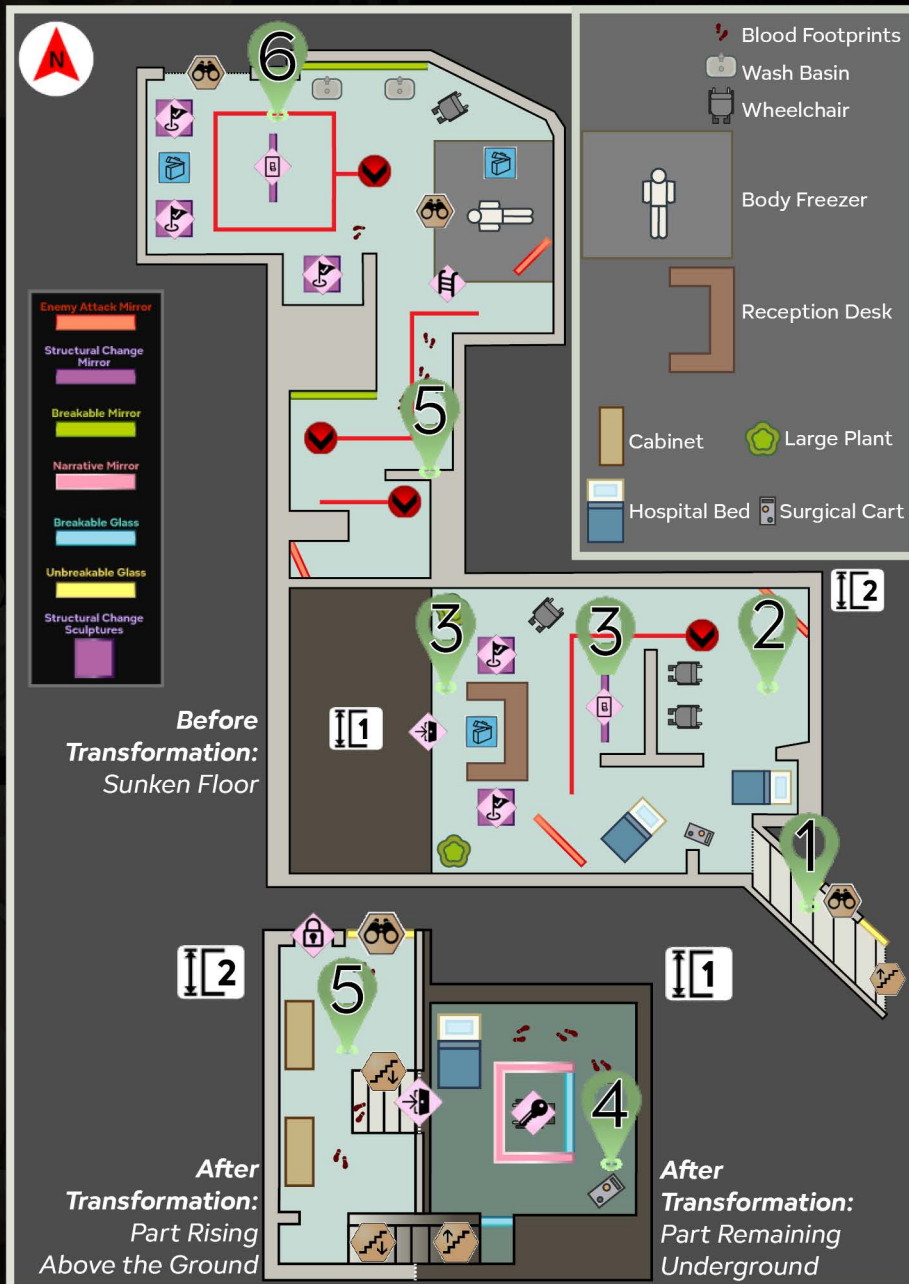 N
6
Blood Footprints
Wash Basin
Wheelchair
Body Freezer
Reception Desk
Cabinet
Large Plant
Hospital Bed
Surgical Cart
Enemy Attack Mirror
Structural Change
Mirror
Breakable Mirror
Narrative Mirror
Breakable Glass
Unbreakable Glass
Structural Change
Sculptures
5
2
3
3
2
1
Before
Transformation:
Sunken Floor
1
2
5
1
4
After
Transformation:
Part Rising
Above the Ground
After
Transformation:
Part Remaining
Underground